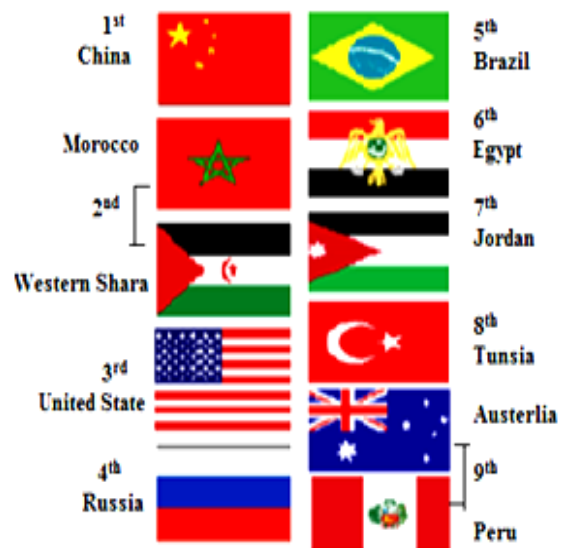 1st
China
Morocco
2nd
Western Shara
3rd
United State
4th
Russia
5th
Brazil
6th
Egypt
7th
Jordan
8th
Tunsia
Austerlia
9th
Peru